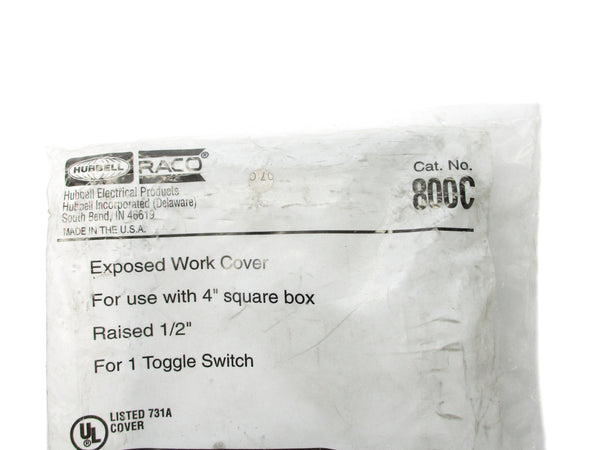 HUBBELL
RACO®
Cat. No.
800C
Hubbell Electrical Products
Hubbell Incorporated (Delaware)
South Bend, IN 46619
MADE IN THE U.S.A.
Exposed Work Cover
For use with 4" square box
Raised 1/2"
For 1 Toggle Switch
UL
LISTED 731A
COVER